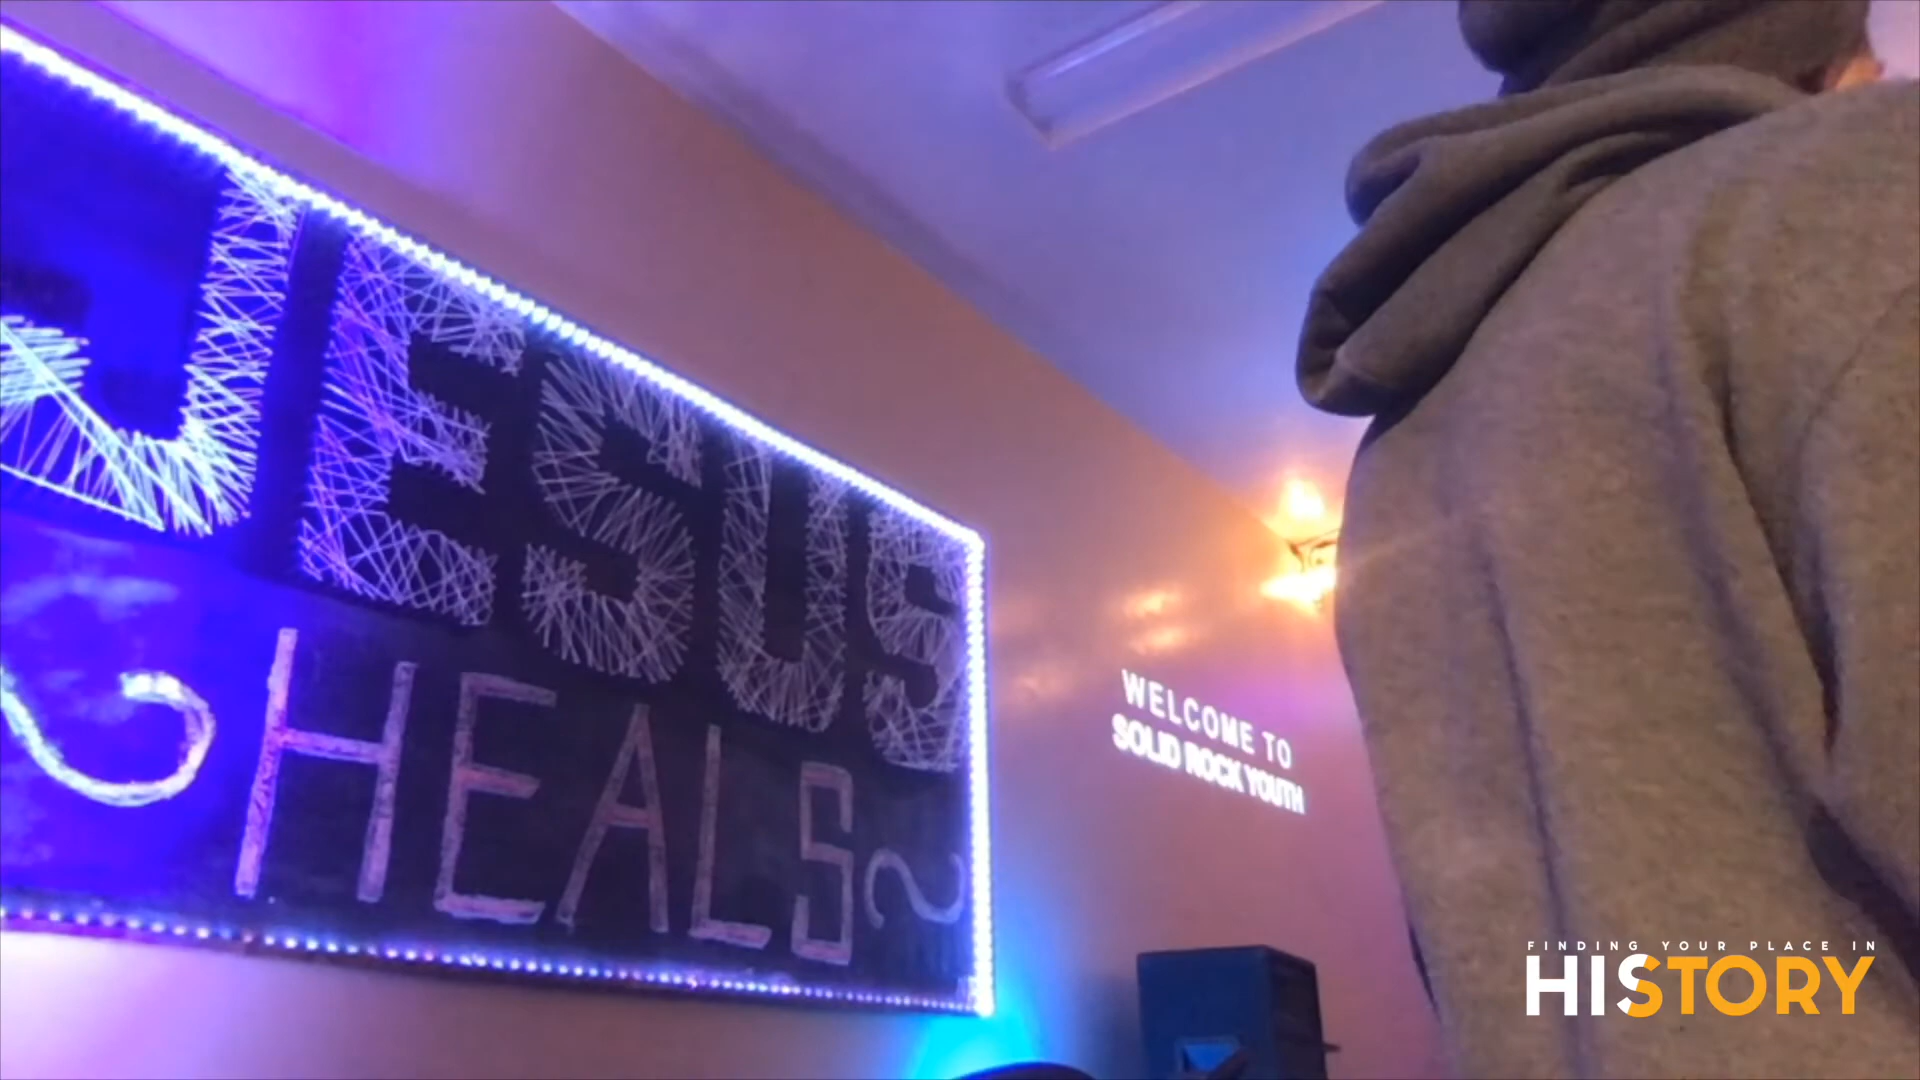 JESUS
~HEALS~
WELCOME TO
SOLID ROCK YOUTH
FINDING YOUR PLACE IN
HISTORY